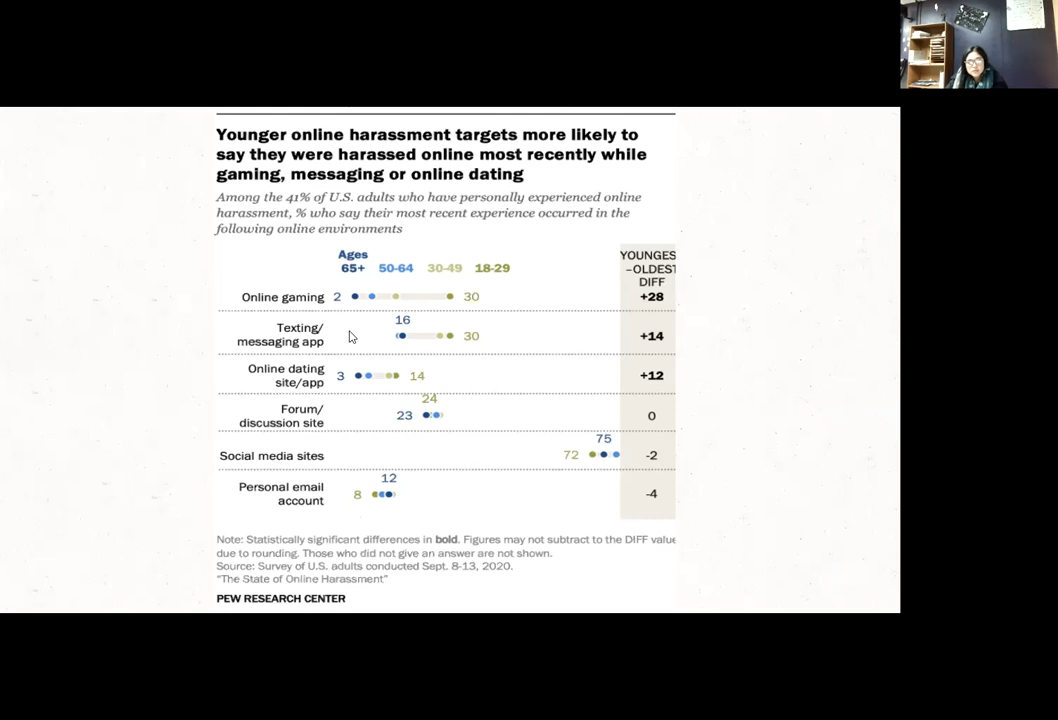 Younger online harassment targets more likely to
say they were harassed online most recently while
gaming, messaging or online dating
Among the 41% of U.S. adults who have personally experienced online
harassment, % who say their most recent experience occurred in the
following online environments
Ages
65+ 50-64 30-49 18-29
YOUNGES
–OLDEST
DIFF
Online gaming 2 30 +28
16
Texting/
messaging app 30 +14
Online dating
site/app 3 14 +12
24
Forum/
discussion site 23 0
75
Social media sites 72 -2
12
Personal email
account 8 -4
Note: Statistically significant differences in bold. Figures may not subtract to the DIFF value
due to rounding. Those who did not give an answer are not shown.
Source: Survey of U.S. adults conducted Sept. 8-13, 2020.
“The State of Online Harassment”
PEW RESEARCH CENTER